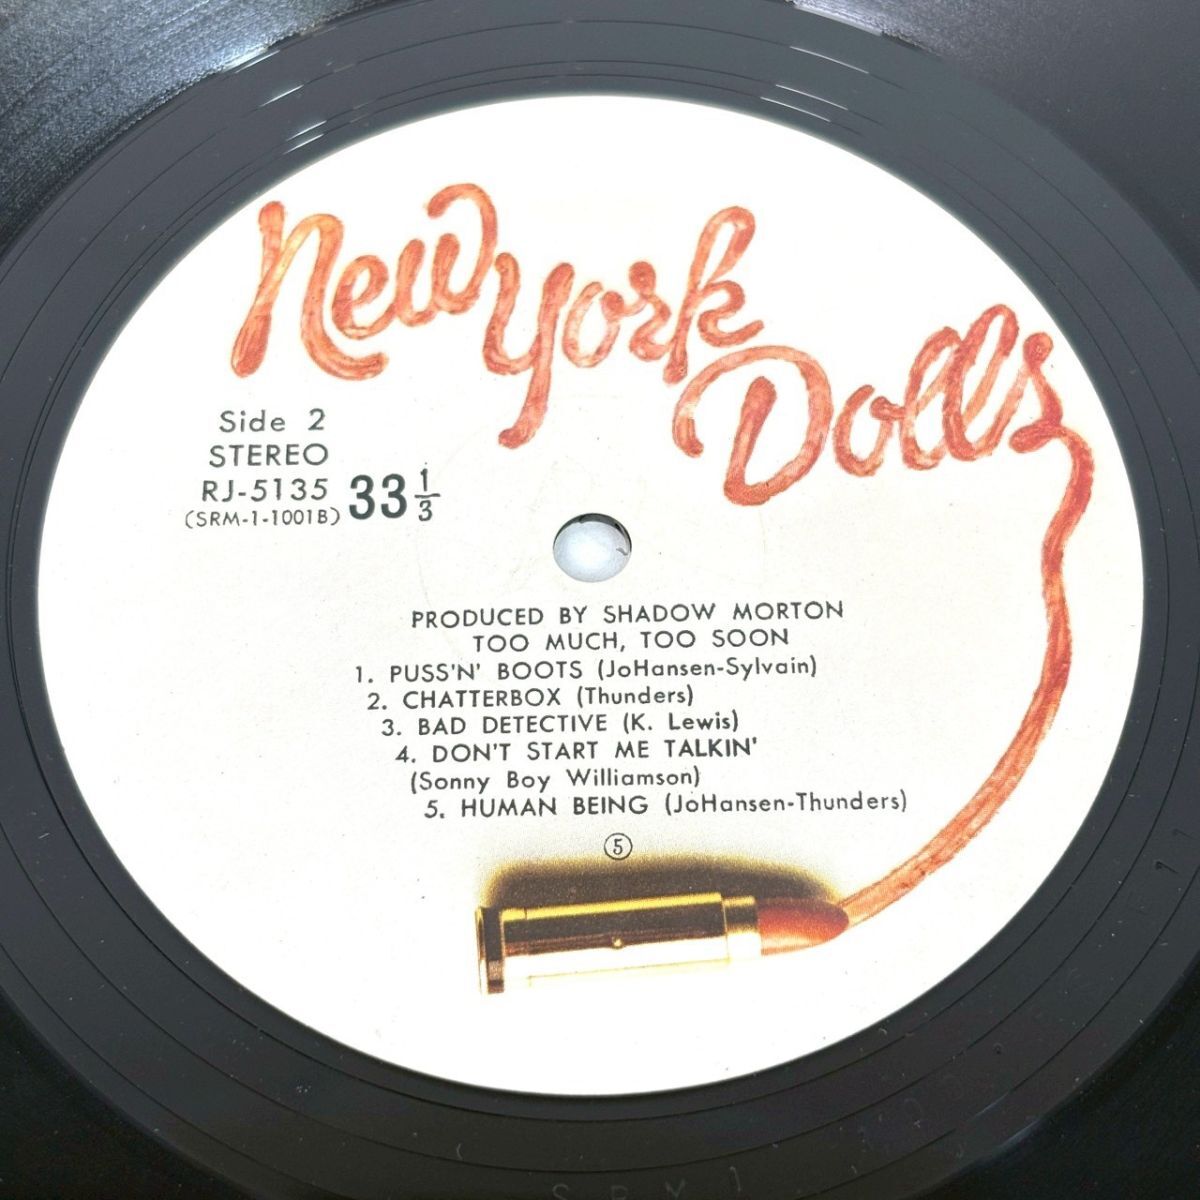 New York Dolls
Side 2
STEREO
RJ-5135
(SRM-1-1001B)
33 1/3
PRODUCED BY SHADOW MORTON
TOO MUCH, TOO SOON
1. PUSS'N' BOOTS (JoHansen-Sylvain)
2. CHATTERBOX (Thunders)
3. BAD DETECTIVE (K. Lewis)
4. DON'T START ME TALKIN'
(Sonny Boy Williamson)
5. HUMAN BEING (JoHansen-Thunders)
⑤